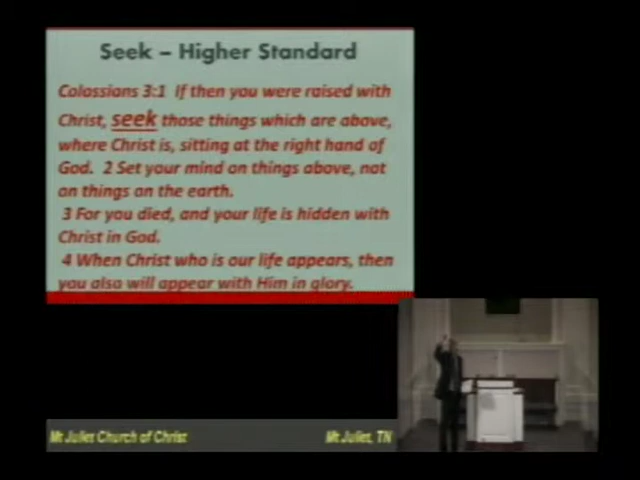 Seek – Higher Standard
Colossians 3:1 If then you were raised with
Christ, seek those things which are above,
where Christ is, sitting at the right hand of
God. 2 Set your mind on things above, not
on things on the earth.
3 For you died, and your life is hidden with
Christ in God.
4 When Christ who is our life appears, then
you also will appear with Him in glory.
Mt Juliet Church of Christ
Mt Juliet, TN